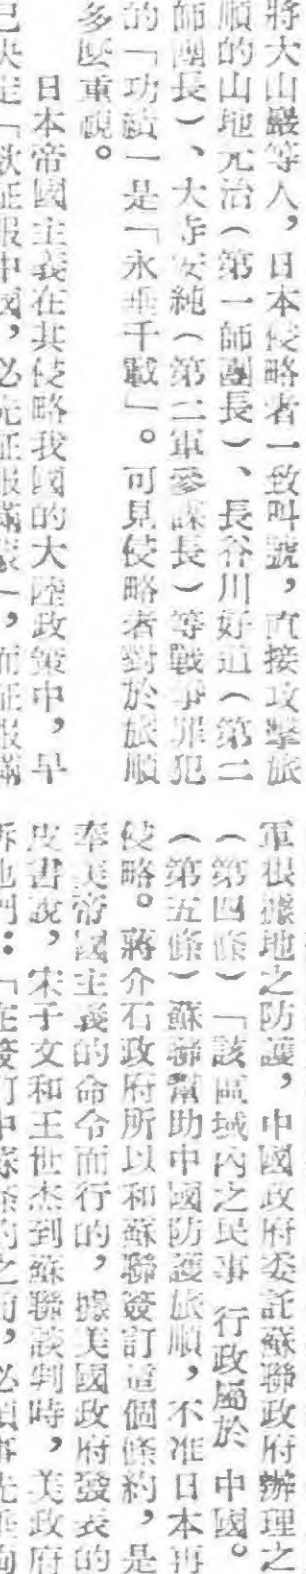 將大山巖等人，日本侵略者一致叫號，直接攻擊旅
順的山地元治（第一師團長）、長谷川好道（第二
師團長）、大寺安純（第二軍參謀長）等戰爭罪犯
的「功績」是「永垂千戰」。可見侵略者對於旅順
多麼重視。
日本帝國主義在其侵略我國的大陸政策中，早
已決定「欲征服中國，必先征服滿蒙」，而征服滿
軍根據地之防護，中國政府委託蘇聯政府辦理之
（第四條）「該區域內之民事 行政屬於 中國。
（第五條）蘇聯幫助中國防護旅順，不准日本再
侵略。蔣介石政府所以和蘇聯簽訂這個條約，是
奉美帝國主義的命令而行的，據美國政府發表的
皮書說，宋子文和王世杰到蘇聯談判時， 美政府
訴他們：「在簽訂中蘇條約之前，必須事先